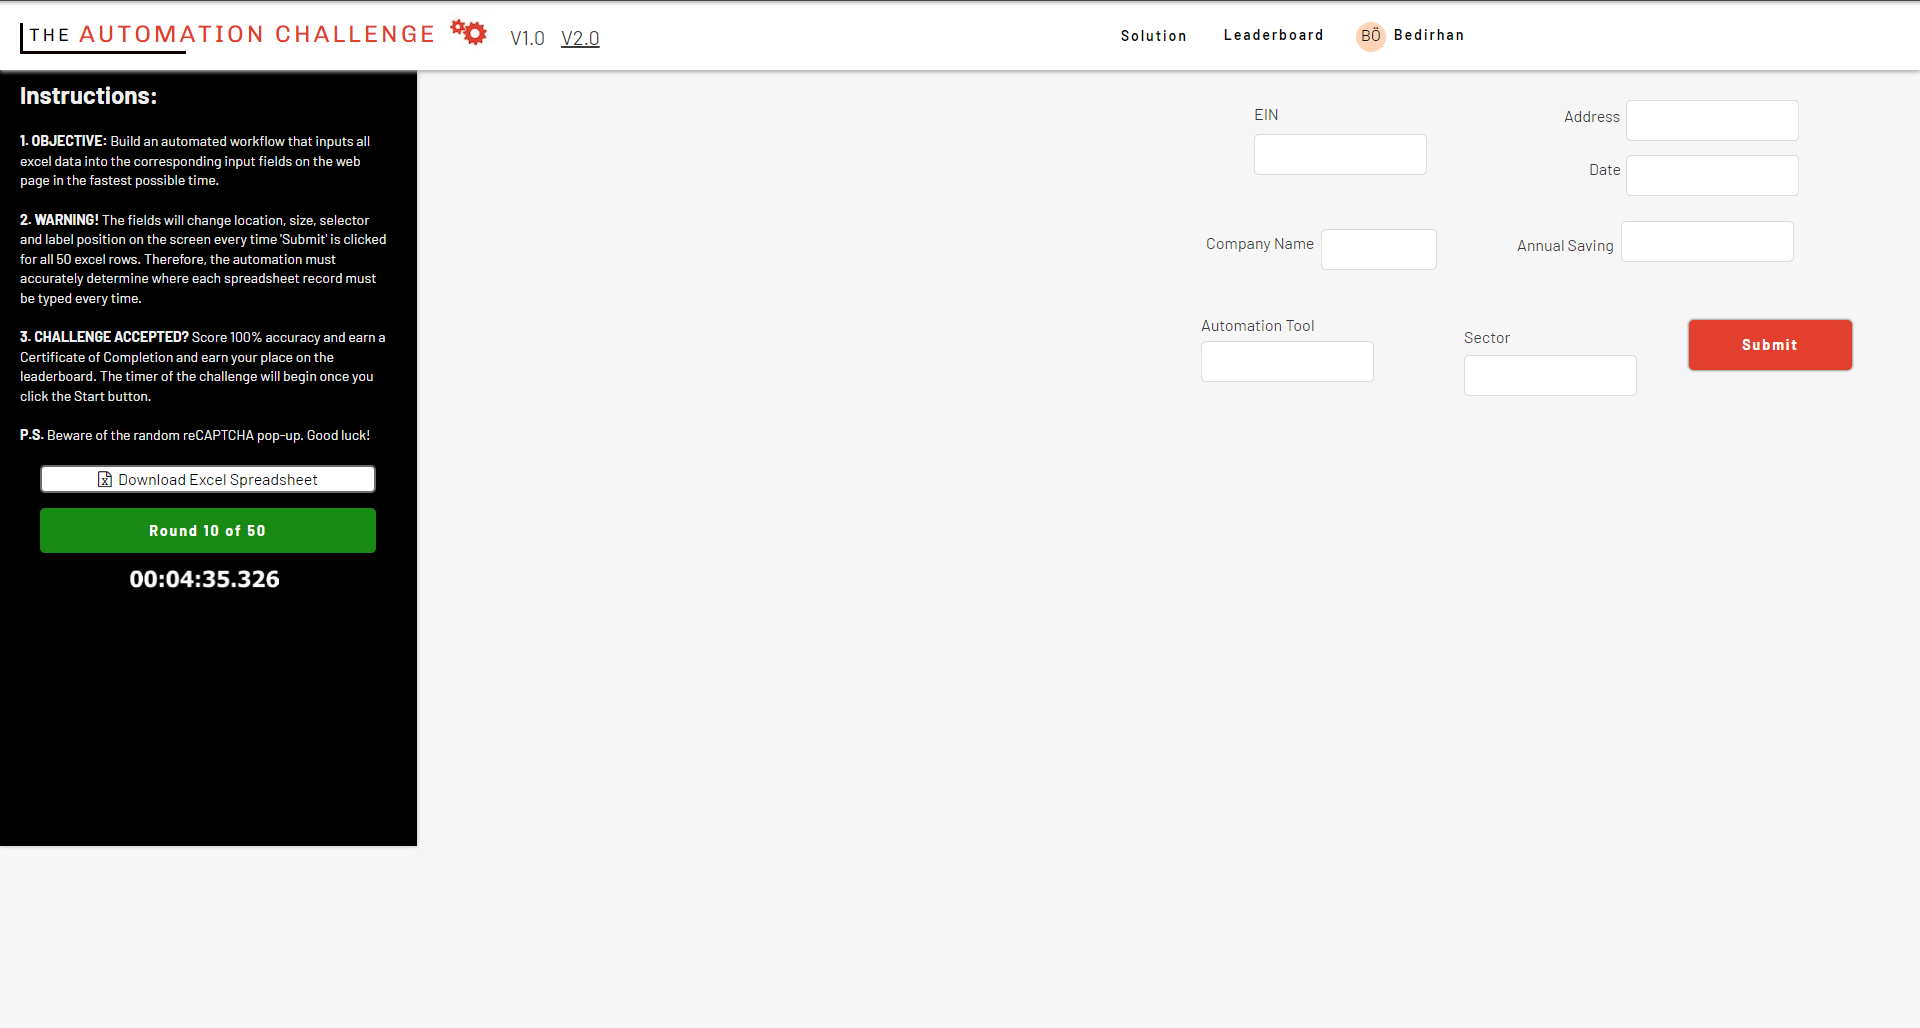 THE AUTOMATION CHALLENGE
V1.0 V2.0
Solution Leaderboard BÖ Bedirhan
Instructions:
1. OBJECTIVE: Build an automated workflow that inputs all
excel data into the corresponding input fields on the web
page in the fastest possible time.
2. WARNING! The fields will change location, size, selector
and label position on the screen every time 'Submit' is clicked
for all 50 excel rows. Therefore, the automation must
accurately determine where each spreadsheet record must
be typed every time.
3. CHALLENGE ACCEPTED? Score 100% accuracy and earn a
Certificate of Completion and earn your place on the
leaderboard. The timer of the challenge will begin once you
click the Start button.
P.S. Beware of the random reCAPTCHA pop-up. Good luck!
Download Excel Spreadsheet
Round 10 of 50
00:04:35.326
EIN
Address
Date
Company Name
Annual Saving
Automation Tool
Sector
Submit